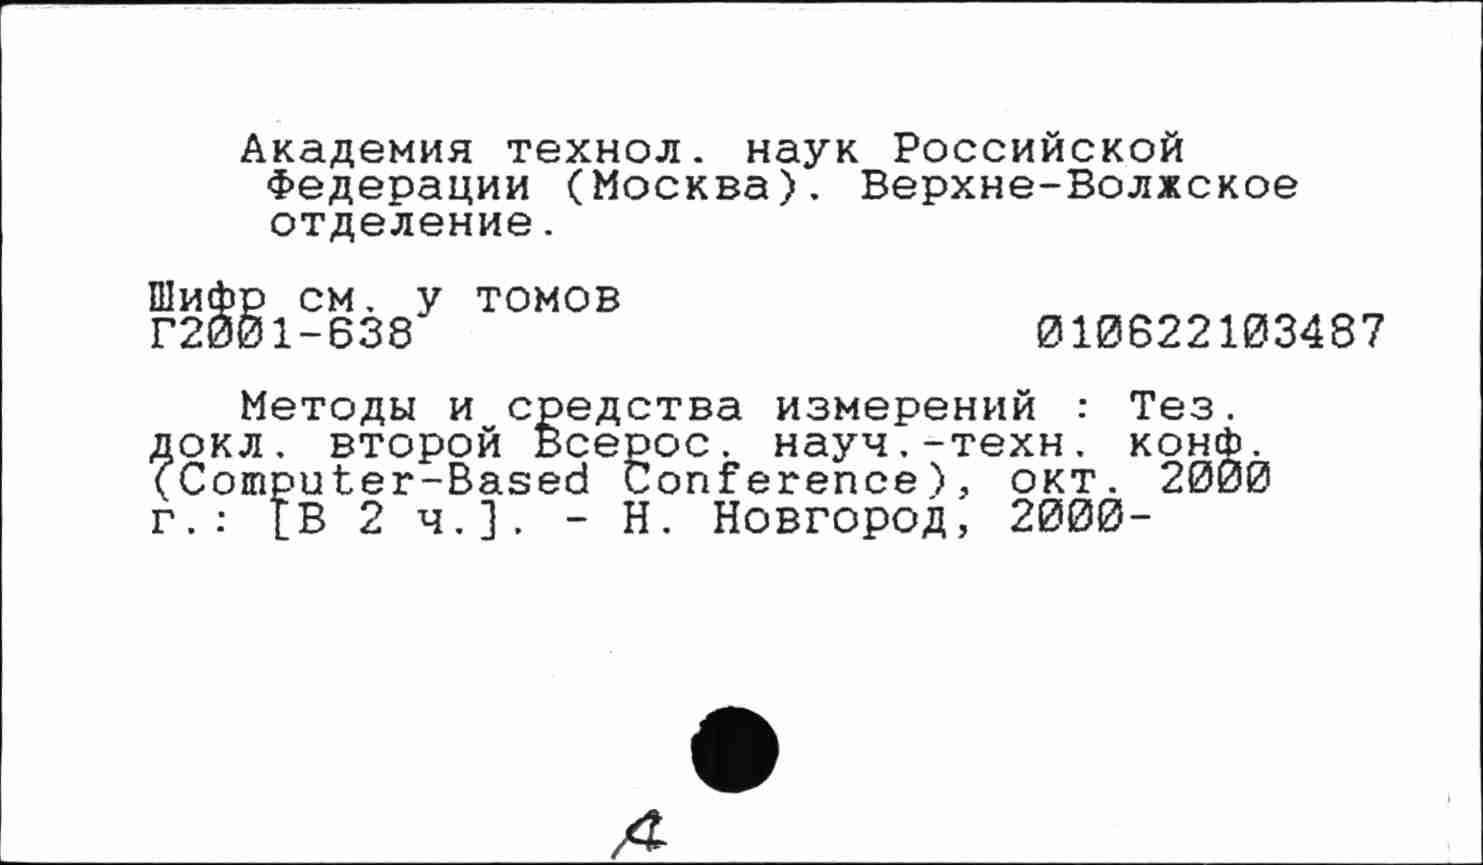 Академия технол. наук Российской
Федерации (Москва). Верхне-Волжское
отделение.
Шифр см. у томов
Г2001-638 010622103487
Методы и средства измерений : Тез.
докл. второй Всерос. науч.-техн. конф.
(Computer-Based Conference), окт. 2000
г.: [В 2 ч.]. - Н. Новгород, 2000-